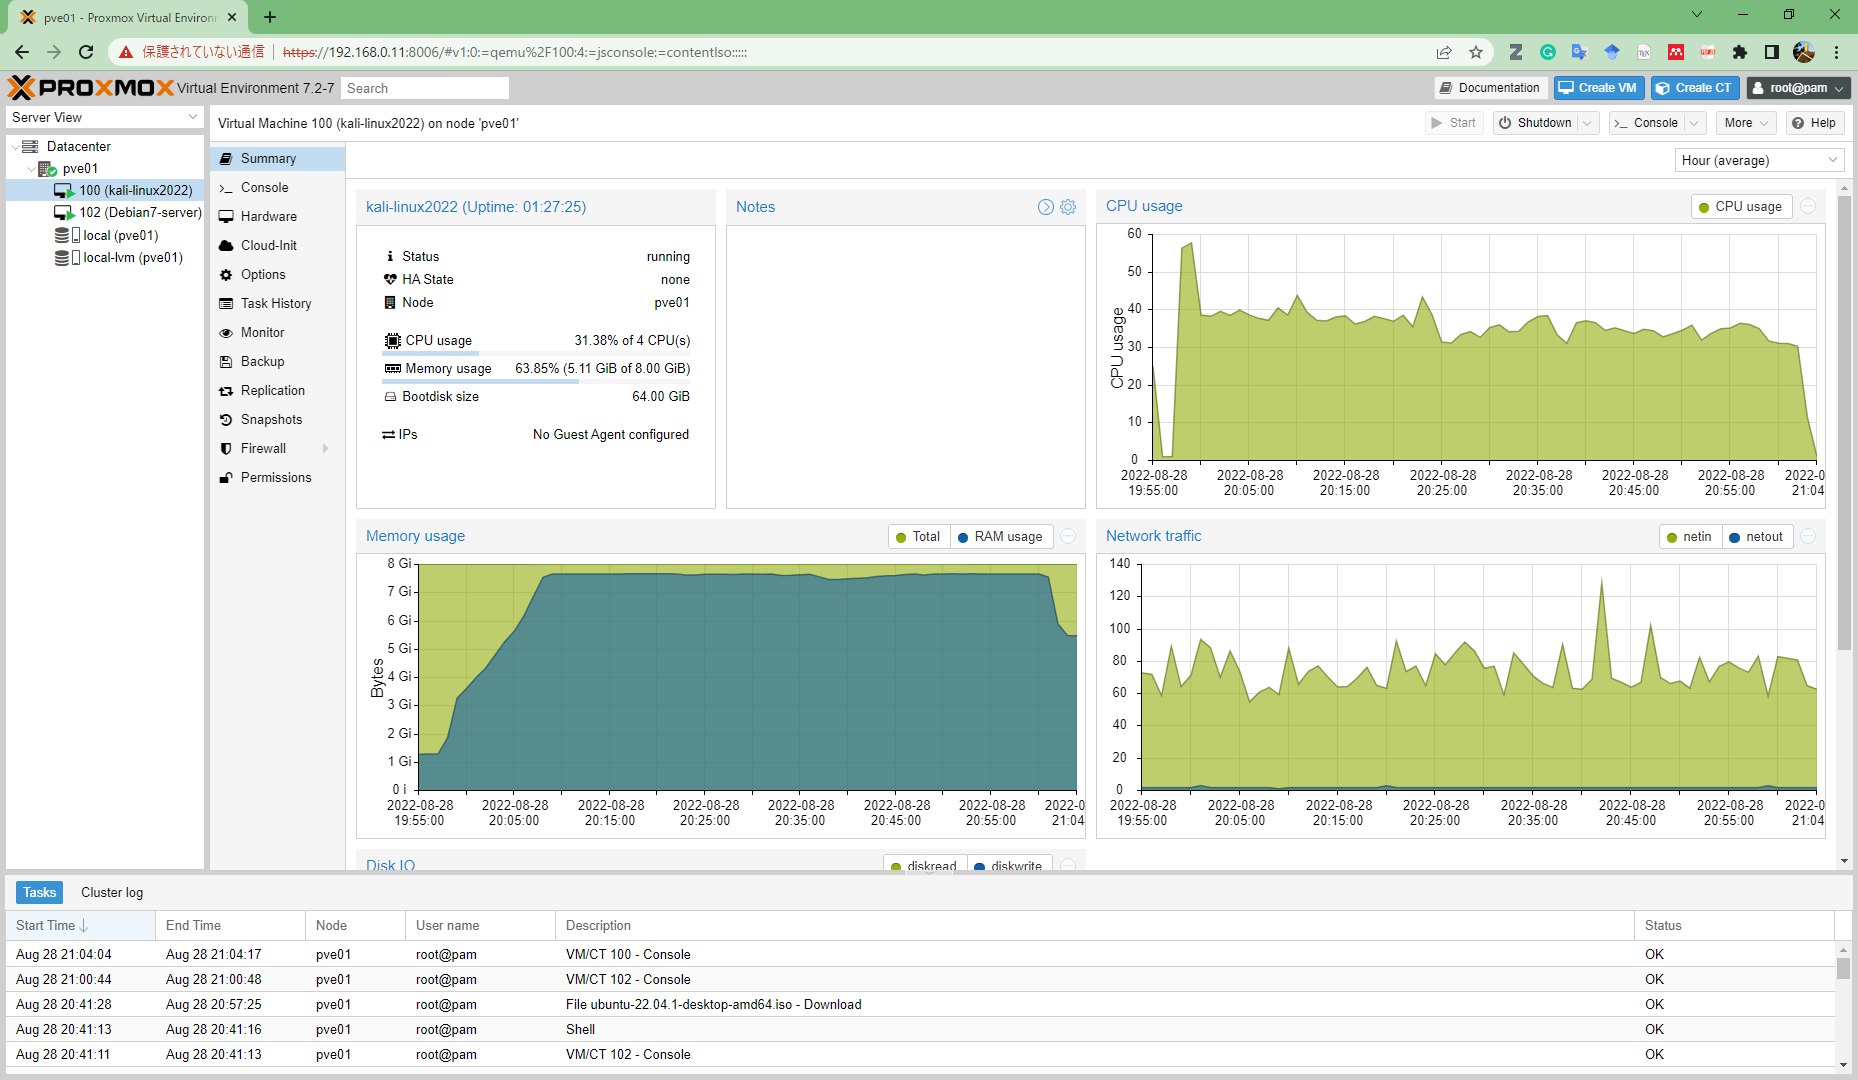 pve01 - Proxmox Virtual Environm
保護されていない通信 https://192.168.0.11:8006/#v1:0:=qemu%2F100:4:=jsconsole:=contentIso:::::
PROXMOX Virtual Environment 7.2-7 Search Documentation Create VM Create CT root@pam
Server View
Virtual Machine 100 (kali-linux2022) on node 'pve01' Start Shutdown Console More Help
Datacenter
pve01
100 (kali-linux2022)
102 (Debian7-server)
local (pve01)
local-lvm (pve01)
Summary
Console
Hardware
Cloud-Init
Options
Task History
Monitor
Backup
Replication
Snapshots
Firewall
Permissions
Hour (average)
kali-linux2022 (Uptime: 01:27:25)
Status running
HA State none
Node pve01
CPU usage 31.38% of 4 CPU(s)
Memory usage 63.85% (5.11 GiB of 8.00 GiB)
Bootdisk size 64.00 GiB
IPs No Guest Agent configured
Notes
CPU usage
CPU usage
60
50
40
30
20
10
0
CPU usage
2022-08-28 2022-08-28 2022-08-28 2022-08-28 2022-08-28 2022-08-28 2022-08-28 2022-0
19:55:00 20:05:00 20:15:00 20:25:00 20:35:00 20:45:00 20:55:00 21:04
Memory usage
Total RAM usage
8 Gi
7 Gi
6 Gi
5 Gi
4 Gi
3 Gi
2 Gi
1 Gi
0 i
Bytes
2022-08-28 2022-08-28 2022-08-28 2022-08-28 2022-08-28 2022-08-28 2022-08-28 2022-0
19:55:00 20:05:00 20:15:00 20:25:00 20:35:00 20:45:00 20:55:00 21:04
Network traffic
netin netout
140
120
100
80
60
40
20
0
2022-08-28 2022-08-28 2022-08-28 2022-08-28 2022-08-28 2022-08-28 2022-08-28 2022-0
19:55:00 20:05:00 20:15:00 20:25:00 20:35:00 20:45:00 20:55:00 21:04
Disk IO
diskread diskwrite
Tasks Cluster log
Start Time End Time Node User name Description Status
Aug 28 21:04:04 Aug 28 21:04:17 pve01 root@pam VM/CT 100 - Console OK
Aug 28 21:00:44 Aug 28 21:00:48 pve01 root@pam VM/CT 102 - Console OK
Aug 28 20:41:28 Aug 28 20:57:25 pve01 root@pam File ubuntu-22.04.1-desktop-amd64.iso - Download OK
Aug 28 20:41:13 Aug 28 20:41:16 pve01 root@pam Shell OK
Aug 28 20:41:11 Aug 28 20:41:13 pve01 root@pam VM/CT 102 - Console OK